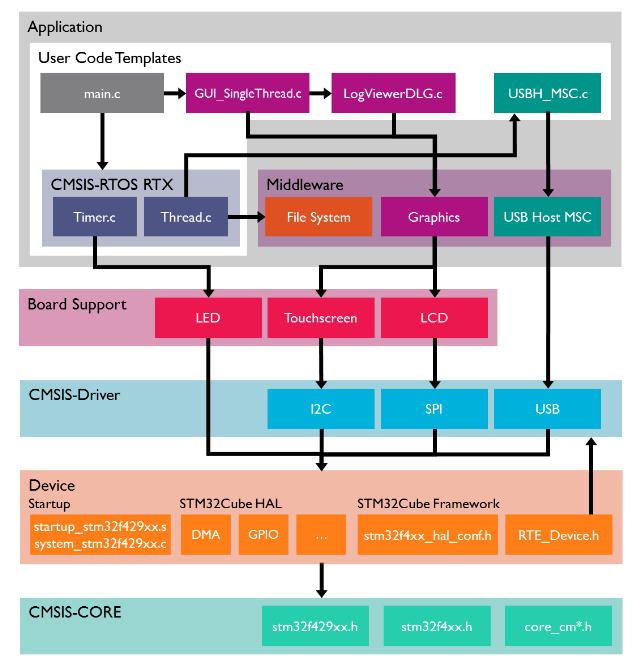 Application
User Code Templates
main.c
GUI_SingleThread.c
LogViewerDLG.c
USBH_MSC.c
CMSIS-RTOS RTX
Middleware
Timer.c
Thread.c
File System
Graphics
USB Host MSC
Board Support
LED
Touchscreen
LCD
CMSIS-Driver
I2C
SPI
USB
Device
Startup
STM32Cube HAL
STM32Cube Framework
startup_stm32f429xx.s
system_stm32f429xx.c
DMA
GPIO
...
stm32f4xx_hal_conf.h
RTE_Device.h
CMSIS-CORE
stm32f429xx.h
stm32f4xx.h
core_cm*.h